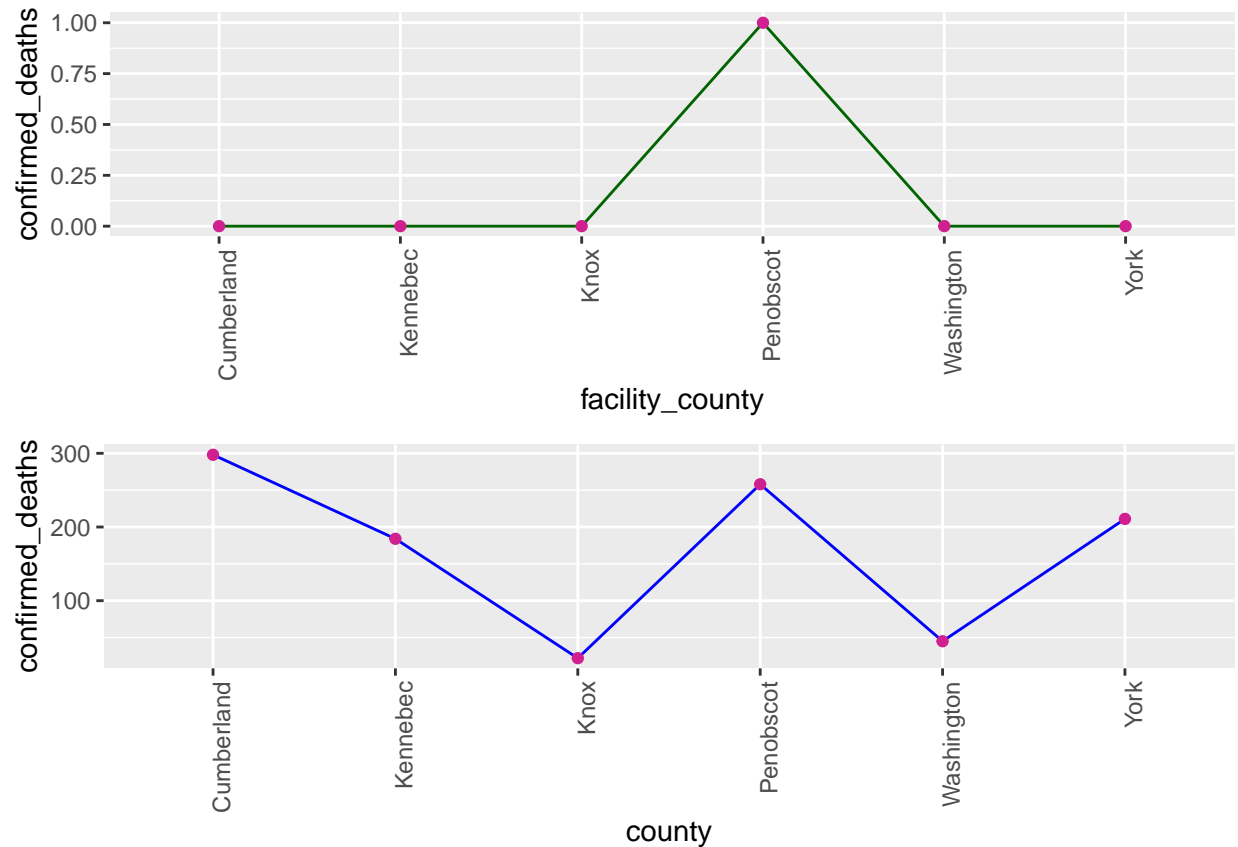 confirmed_deaths
1.00
0.75
0.50
0.25
0.00
Cumberland
Kennebec
Knox
Penobscot
Washington
York
facility_county
confirmed_deaths
300
200
100
Cumberland
Kennebec
Knox
Penobscot
Washington
York
county